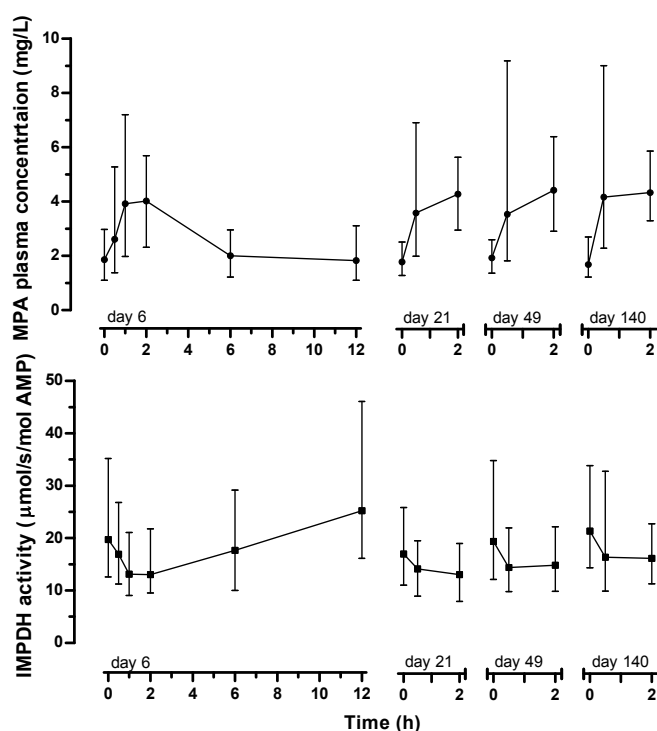 MPA plasma concentrtaion (mg/L)
10
8
6
4
2
0
day 6
day 21
day 49
day 140
0 2 4 6 8 10 12
0 2
0 2
0 2
IMPDH activity (μmol/s/mol AMP)
50
40
30
20
10
0
day 6
day 21
day 49
day 140
0 2 4 6 8 10 12
0 2
0 2
0 2
Time (h)